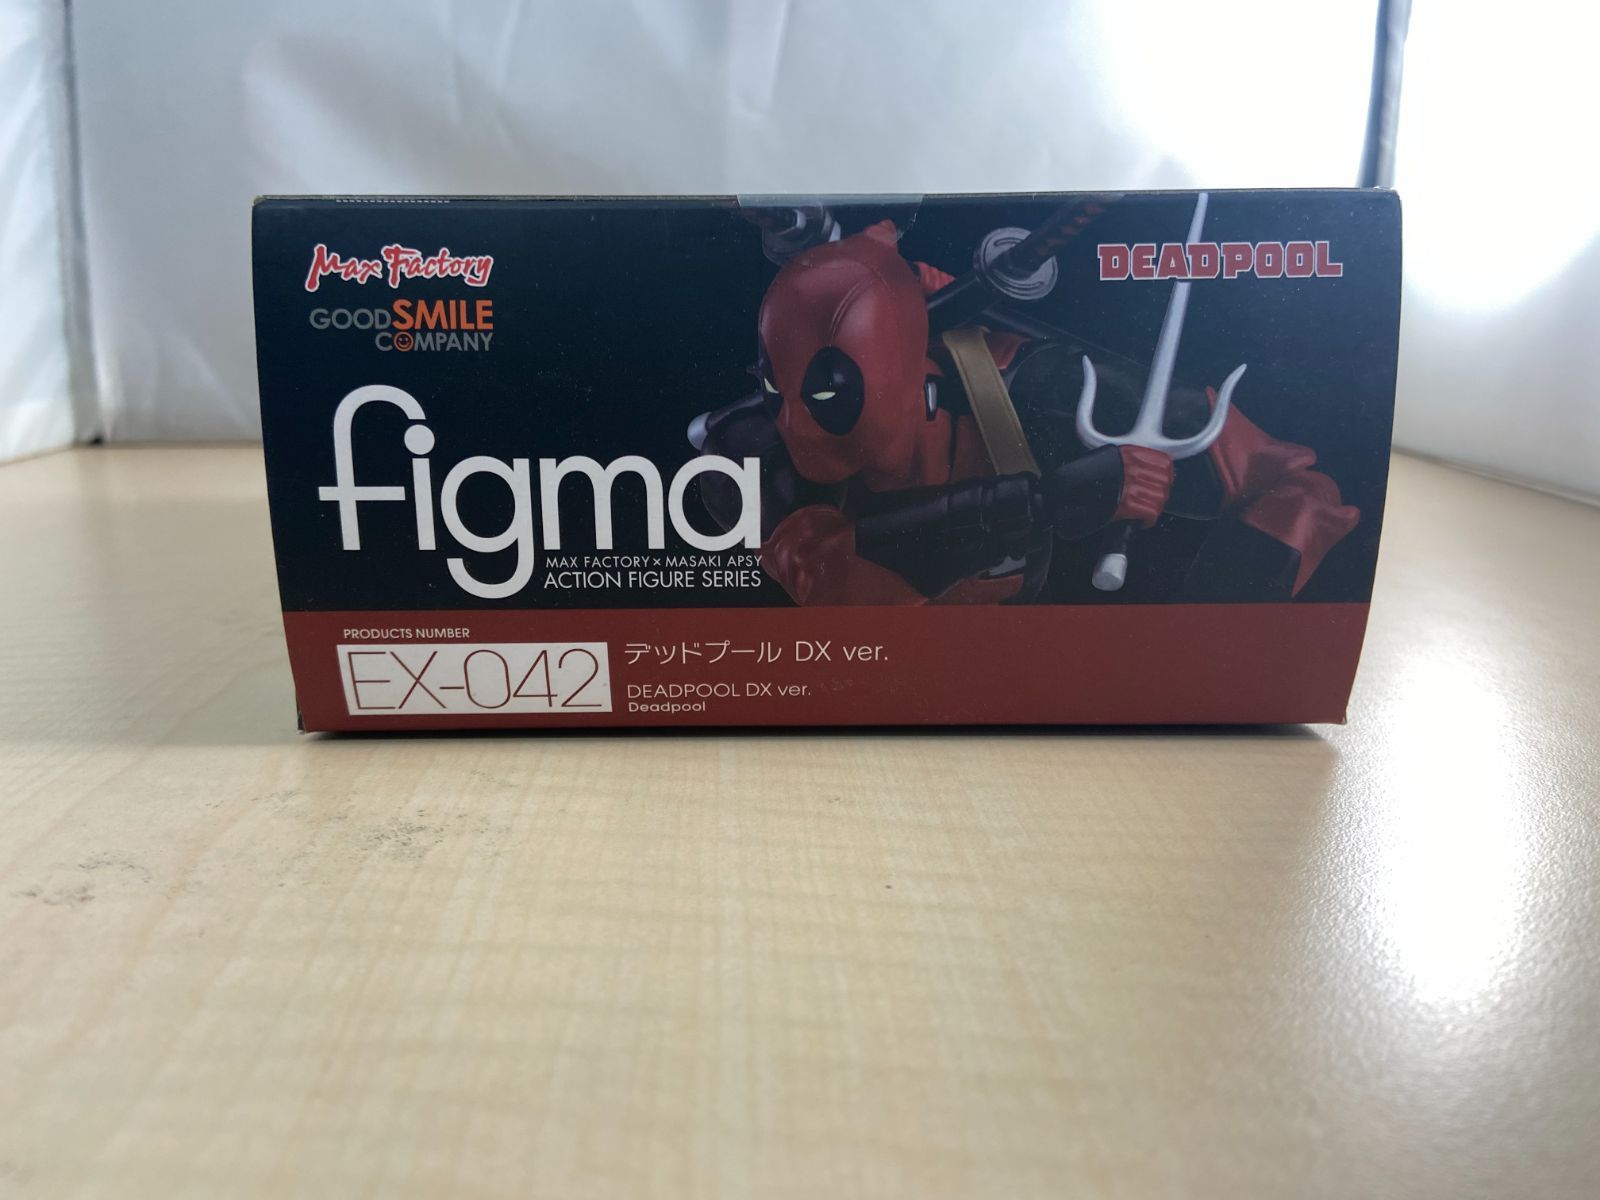 Max Factory
GOOD SMILE
COMPANY
DEADPOOL
figma
MAX FACTORY × MASAKI APSY
ACTION FIGURE SERIES
PRODUCTS NUMBER
EX-042
デッドプール DX ver.
DEADPOOL DX ver.
Deadpool